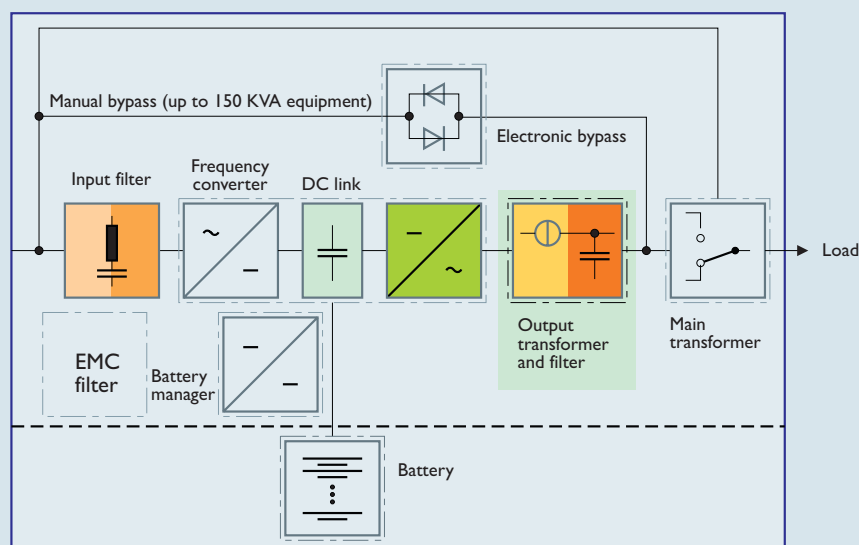 Manual bypass (up to 150 KVA equipment)
Electronic bypass
Input filter
Frequency
converter
DC link
Load
Output
transformer
and filter
Main
transformer
EMC
filter
Battery
manager
Battery